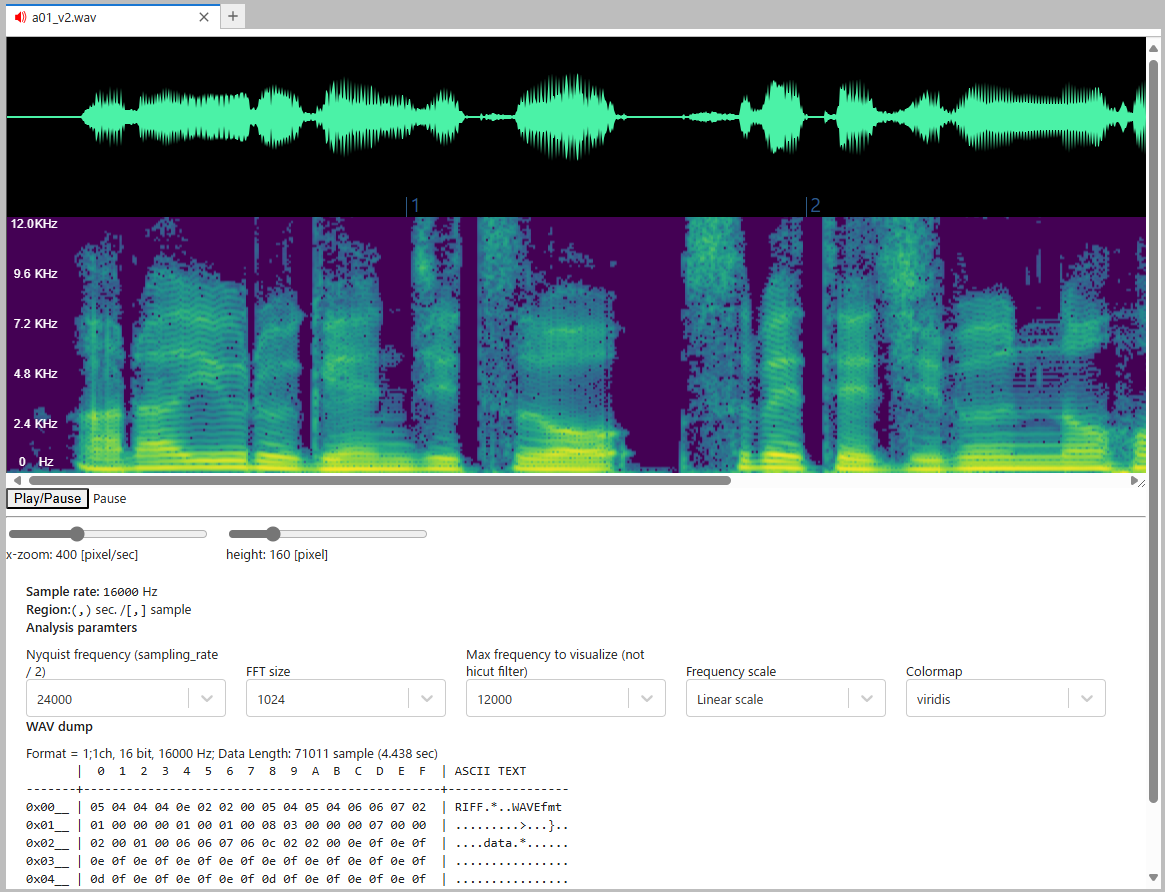 a01_v2.wav
1
2
12.0KHz
9.6 KHz
7.2 KHz
4.8 KHz
2.4 KHz
0 Hz
Play/Pause Pause
x-zoom: 400 [pixel/sec] height: 160 [pixel]
Sample rate: 16000 Hz
Region:(,) sec. /[,] sample
Analysis paramters
Nyquist frequency (sampling_rate / 2)
24000
FFT size
1024
Max frequency to visualize (not hicut filter)
12000
Frequency scale
Linear scale
Colormap
viridis
WAV dump
Format = 1;1ch, 16 bit, 16000 Hz; Data Length: 71011 sample (4.438 sec)
| 0 1 2 3 4 5 6 7 8 9 A B C D E F | ASCII TEXT
-------+-------------------------------------------------+-----------------
0x00__ | 05 04 04 04 0e 02 02 00 05 04 05 04 06 06 07 02 | RIFF.*..WAVEfmt
0x01__ | 01 00 00 00 01 00 01 00 08 03 00 00 00 07 00 00 | .........>...}..
0x02__ | 02 00 01 00 06 06 07 06 0c 02 02 00 0e 0f 0e 0f | ....data.*......
0x03__ | 0e 0f 0e 0f 0e 0f 0e 0f 0e 0f 0e 0f 0e 0f 0e 0f | ................
0x04__ | 0d 0f 0e 0f 0e 0f 0e 0f 0d 0f 0e 0f 0e 0f 0e 0f | ................